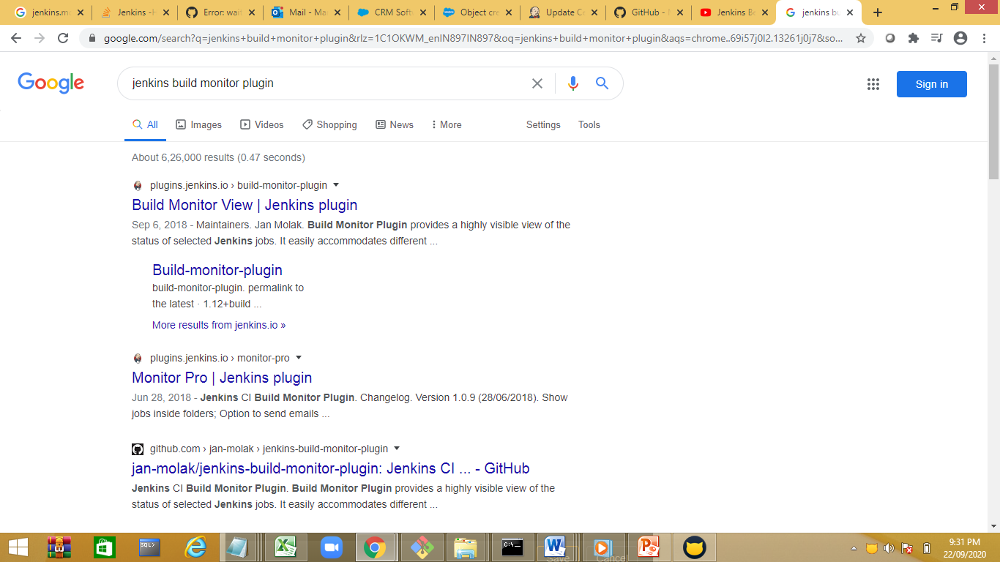 jenkins.m
Jenkins -H
Error: wait
Mail - Ma
CRM Soft
Object cre
Update C
GitHub -
Jenkins Be
jenkins bu
google.com/search?q=jenkins+build+monitor+plugin&rlz=1C1OKWM_enIN897IN897&oq=jenkins+build+monitor+plugin&aqs=chrome..69i57j0l2.13261j0j7&so...
Google
jenkins build monitor plugin
Sign in
All
Images
Videos
Shopping
News
More
Settings
Tools
About 6,26,000 results (0.47 seconds)
plugins.jenkins.io › build-monitor-plugin
Build Monitor View | Jenkins plugin
Sep 6, 2018 - Maintainers. Jan Molak. Build Monitor Plugin provides a highly visible view of the
status of selected Jenkins jobs. It easily accommodates different ...
Build-monitor-plugin
build-monitor-plugin. permalink to
the latest · 1.12+build ...
More results from jenkins.io »
plugins.jenkins.io › monitor-pro
Monitor Pro | Jenkins plugin
Jun 28, 2018 - Jenkins CI Build Monitor Plugin. Changelog. Version 1.0.9 (28/06/2018). Show
jobs inside folders; Option to send emails ...
github.com › jan-molak › jenkins-build-monitor-plugin
jan-molak/jenkins-build-monitor-plugin: Jenkins CI ... - GitHub
Jenkins CI Build Monitor Plugin. Build Monitor Plugin provides a highly visible view of the
status of selected Jenkins jobs. It easily accommodates different ...
SQL>
C:\
Save
Cancel
9:31 PM
22/09/2020